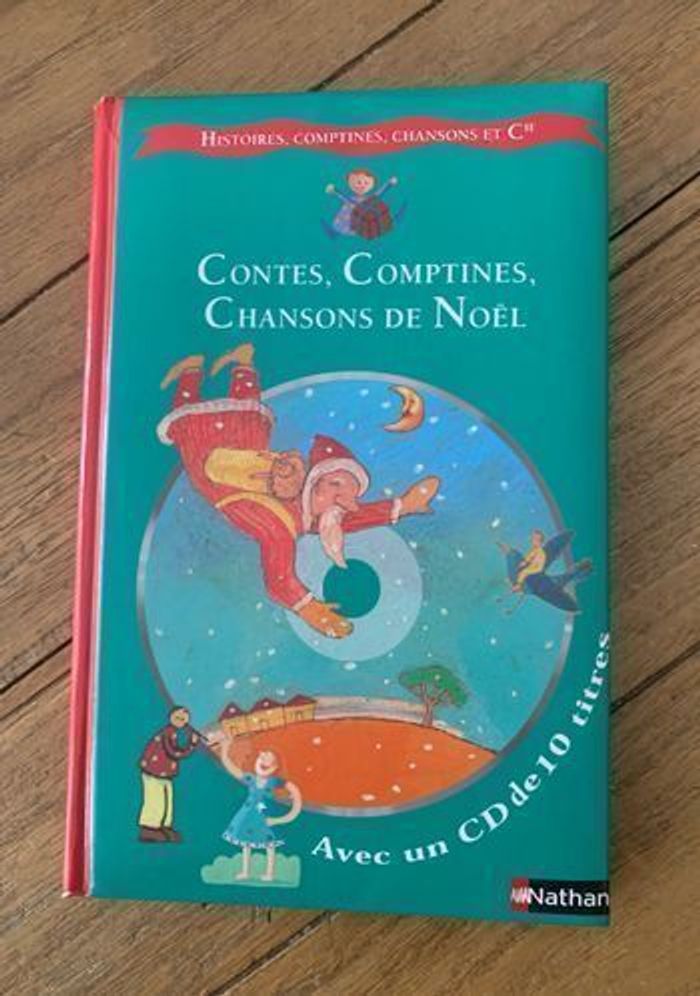 HISTOIRES, COMPTINES, CHANSONS ET Cie
CONTES, COMPTINES,
CHANSONS DE NOËL
Avec un CD de 10 titres
Nathan